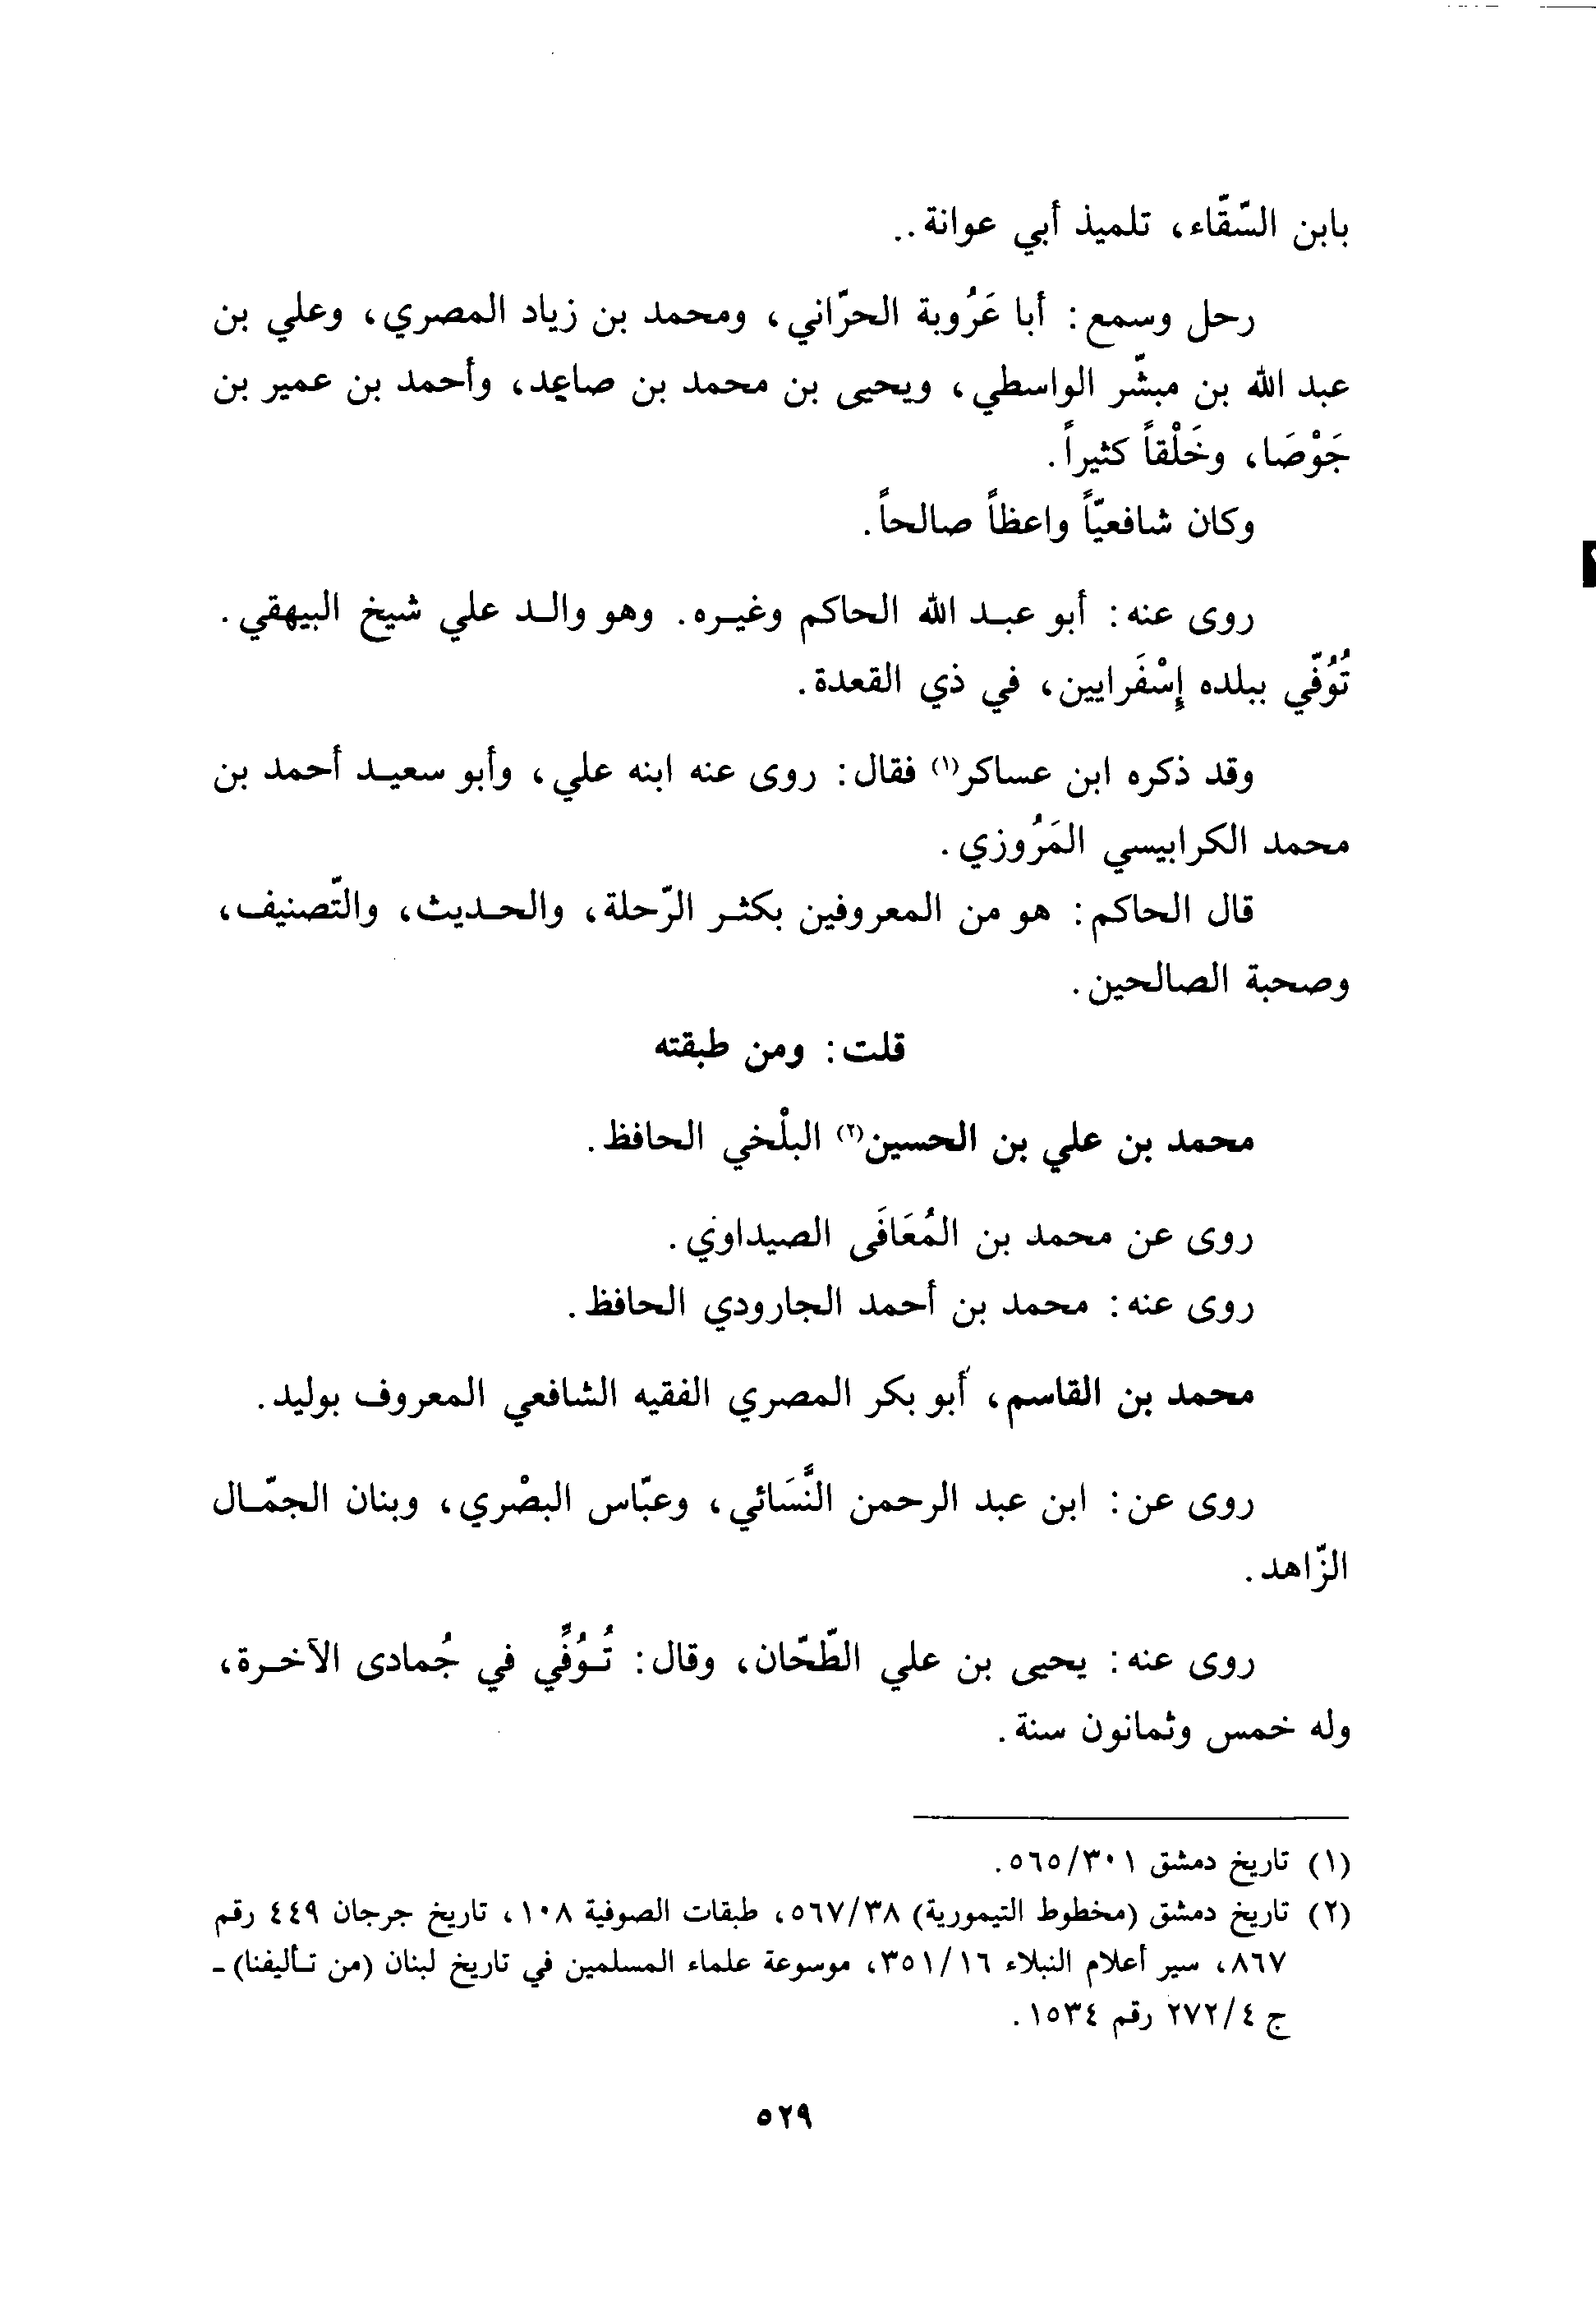 بابن السّقّاء، تلميذ أبي عوانة..
رحل وسمع: أبا عَرُوبة الحرّاني، ومحمد بن زياد المصري، وعلي بن
عبد الله بن مبشّر الواسطي، ويحيى بن محمد بن صاعد، وأحمد بن عمير بن
جَوْصَا، وخَلْقاً كثيراً.
وكان شافعيّاً واعظاً صالحاً.
روى عنه: أبو عبد الله الحاكم وغيره. وهو والد علي شيخ البيهقي.
تُوُفّي ببلده إِسْفَرايين، في ذي القعدة.
وقد ذكره ابن عساكر(١) فقال: روى عنه ابنه علي، وأبو سعيد أحمد بن
محمد الكرابيسي المَرُوزي.
قال الحاكم: هو من المعروفين بكثر الرّحلة، والحديث، والتّصنيف،
وصحبة الصالحين.
قلت: ومن طبقته
محمد بن علي بن الحسين(٢) البلْخي الحافظ.
روى عن محمد بن المُعَافَى الصيداوي.
روى عنه: محمد بن أحمد الجارودي الحافظ.
محمد بن القاسم، أبو بكر المصري الفقيه الشافعي المعروف بوليد.
روى عن: ابن عبد الرحمن النَّسَائي، وعبّاس البصْري، وبنان الجمّال
الزّاهد.
روى عنه: يحيى بن علي الطّحّان، وقال: تُوُفِّي في جُمادى الآخرة،
وله خمس وثمانون سنة.
(١) تاريخ دمشق ٥٦٥/٣٠١.
(٢) تاريخ دمشق (مخطوط التيمورية) ٥٦٧/٣٨، طبقات الصوفية ١٠٨، تاريخ جرجان ٤٤٩ رقم
٨٦٧، سير أعلام النبلاء ٣٥١/١٦، موسوعة علماء المسلمين في تاريخ لبنان (من تأليفنا) -
ج ٢٧٢/٤ رقم ١٥٣٤.
٥٢٩